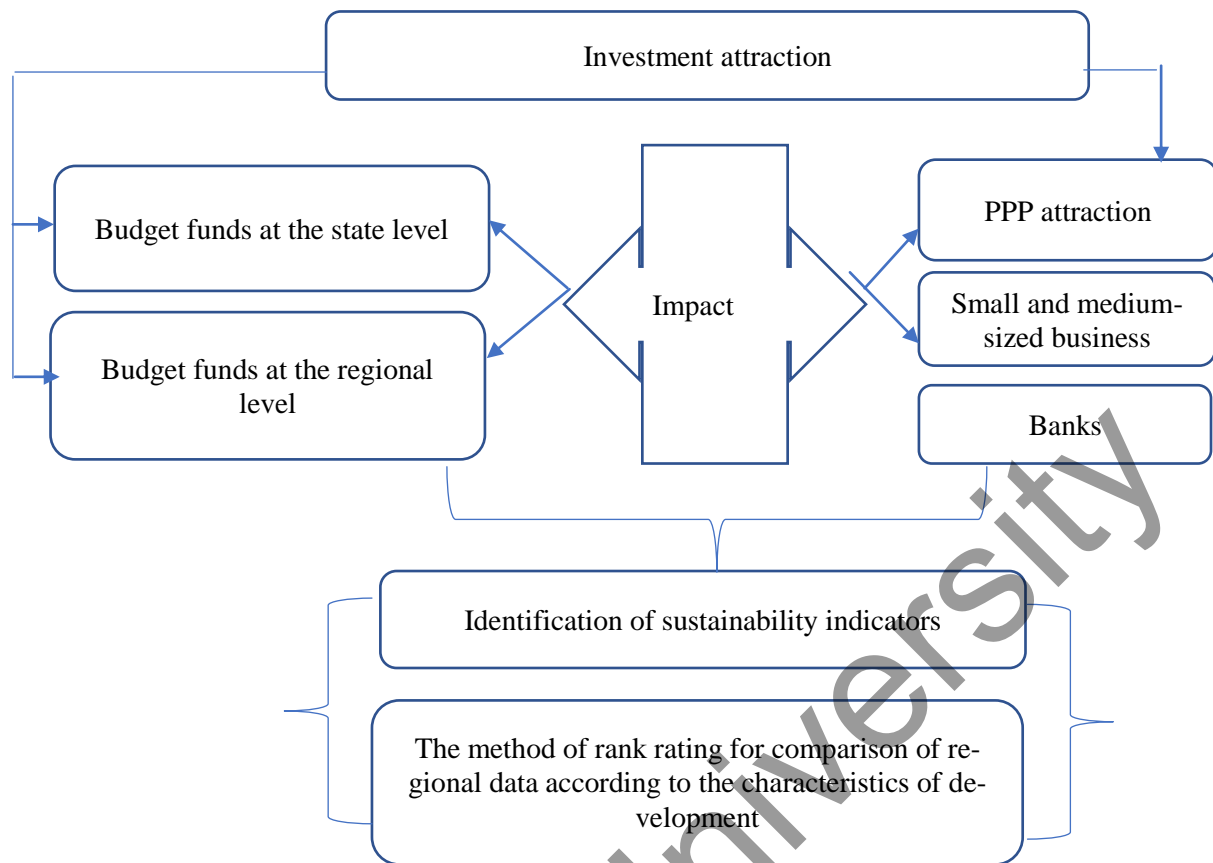 Investment attraction
Budget funds at the state level
Budget funds at the regional
level
Impact
PPP attraction
Small and medium-
sized business
Banks
Identification of sustainability indicators
The method of rank rating for comparison of re-
gional data according to the characteristics of de-
velopment
University